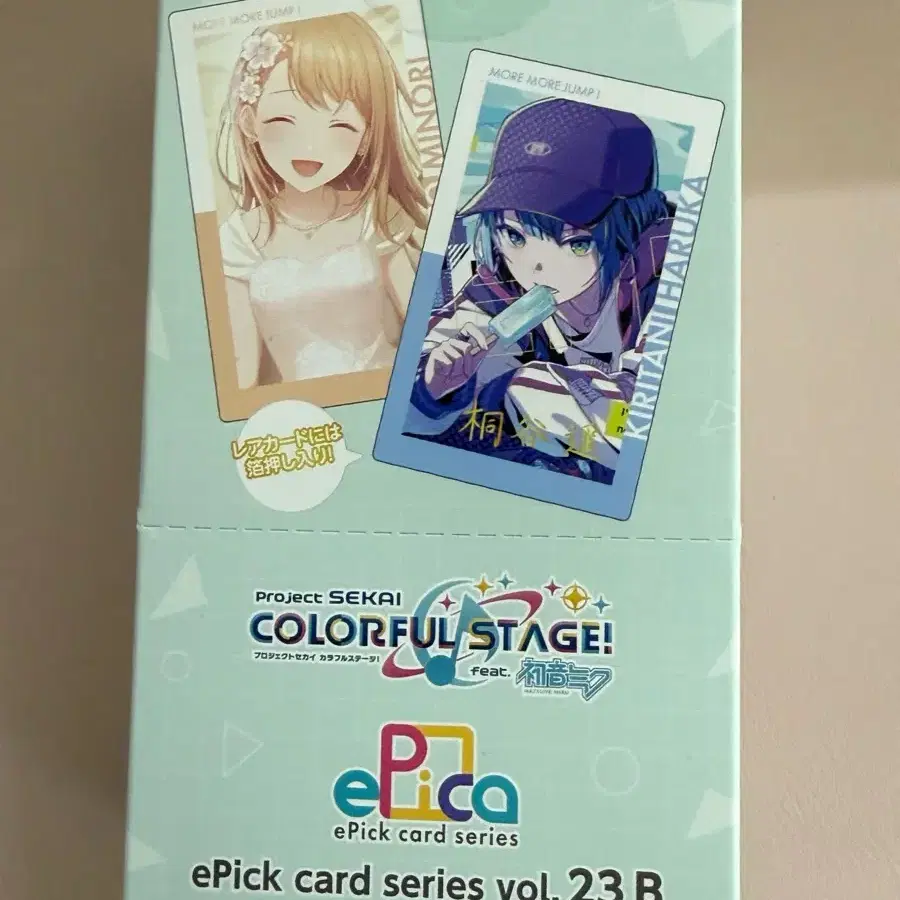 MORE MORE JUMP!
MINORI
MORE MORE JUMP!
KIRITANI HARUKA
桐谷遥
レアカードには
箔押し入り!
Project SEKAI
COLORFUL STAGE!
プロジェクトセカイ カラフルステージ!
feat. 初音ミク
HATSUNE MIKU
ePica
ePick card series
ePick card series vol. 23 B